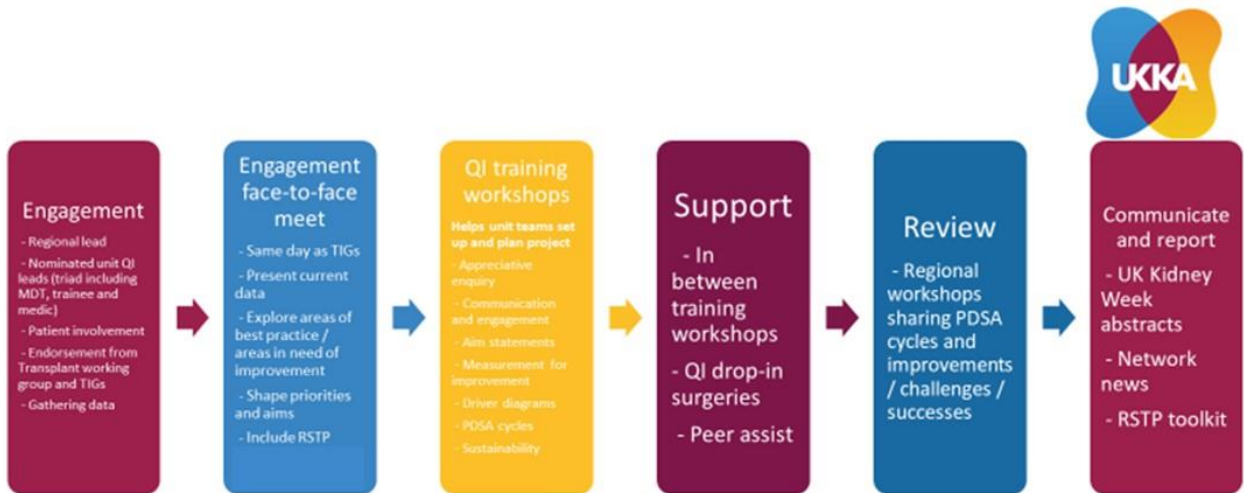 UKKA
Engagement
- Regional lead
- Nominated unit QI
leads (triad including
MDT, trainee and
medic)
- Patient involvement
- Endorsement from
Transplant working
group and TIGs
- Gathering data
Engagement
face-to-face
meet
- Same day as TIGs
- Present current
data
- Explore areas of
best practice /
areas in need of
improvement
- Shape priorities
and aims
- Include RSTP
QI training
workshops
Helps unit teams set
up and plan project
- Appreciative
enquiry
- Communication
and engagement
- Aim statements
- Measurement for
improvement
- Driver diagrams
- PDSA cycles
- Sustainability
Support
- In
between
training
workshops
- QI drop-in
surgeries
- Peer assist
Review
- Regional
workshops
sharing PDSA
cycles and
improvements
/ challenges /
successes
Communicate
and report
- UK Kidney
Week
abstracts
- Network
news
- RSTP toolkit